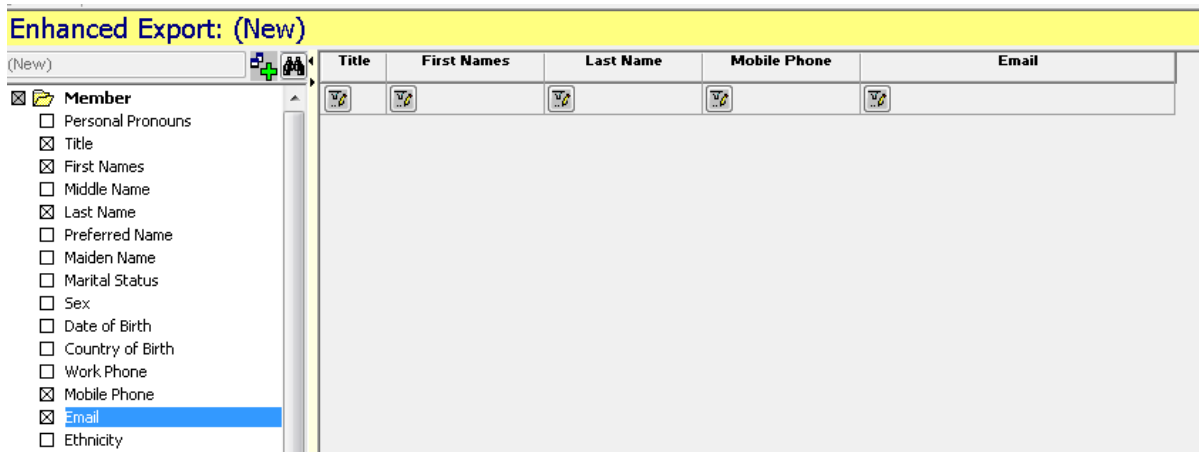 Enhanced Export: (New)
(New)
Title First Names Last Name Mobile Phone Email
Member
Personal Pronouns
Title
First Names
Middle Name
Last Name
Preferred Name
Maiden Name
Marital Status
Sex
Date of Birth
Country of Birth
Work Phone
Mobile Phone
Email
Ethnicity